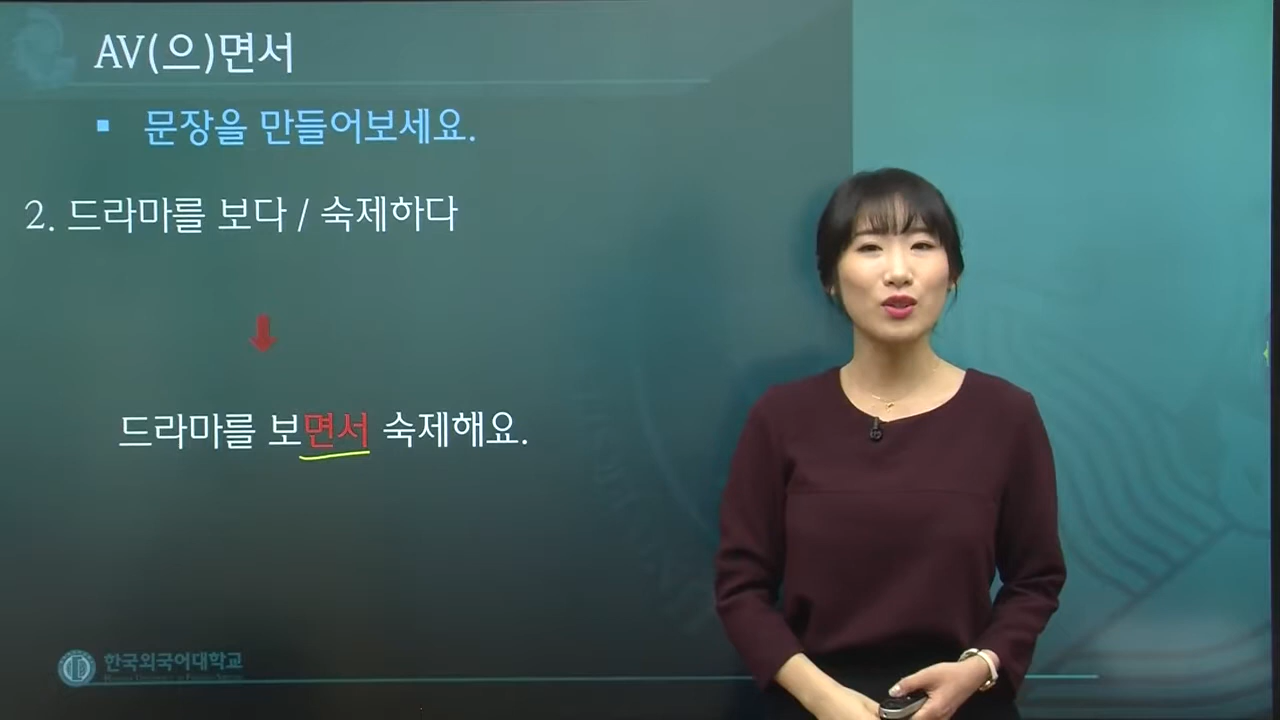 AV(으)면서
▪ 문장을 만들어보세요.
2. 드라마를 보다 / 숙제하다
드라마를 보면서 숙제해요.
한국외국어대학교